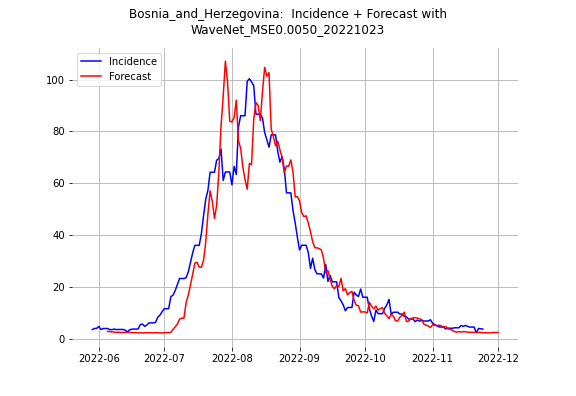 Bosnia_and_Herzegovina:  Incidence + Forecast with
WaveNet_MSE0.0050_20221023
Incidence
Forecast
100
80
60
40
20
0
2022-06 2022-07 2022-08 2022-09 2022-10 2022-11 2022-12